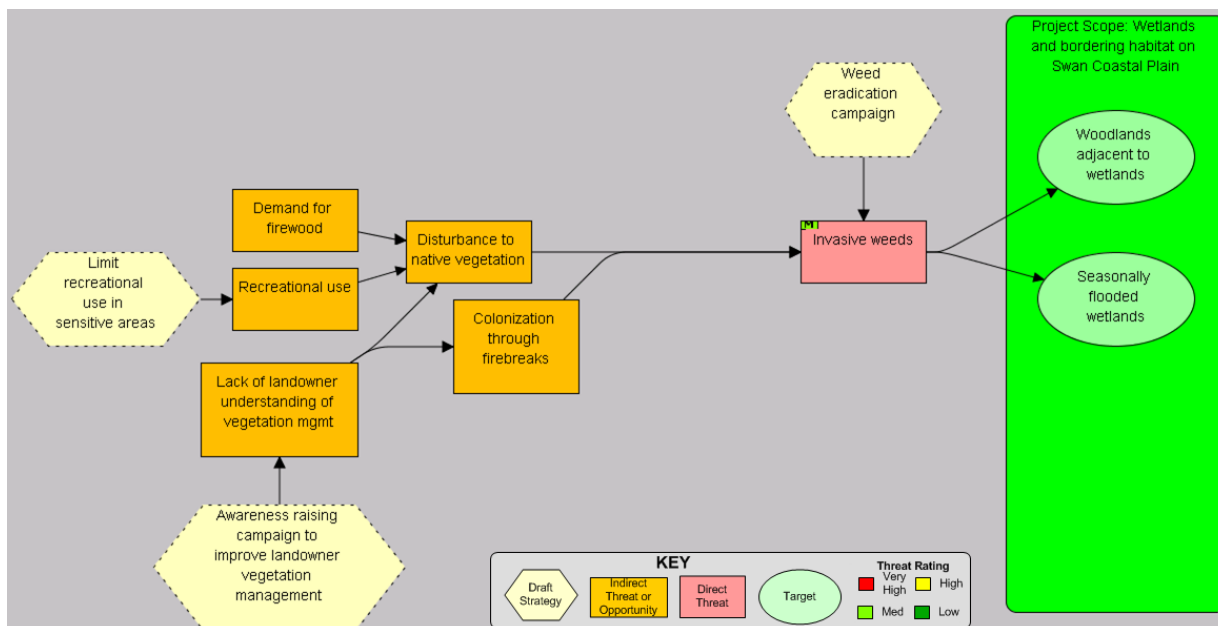 Project Scope: Wetlands
and bordering habitat on
Swan Coastal Plain
Weed
eradication
campaign
Woodlands
adjacent to
wetlands
Demand for
firewood
Disturbance to
native vegetation
M
Invasive weeds
Limit
recreational
use in
sensitive areas
Recreational use
Seasonally
flooded
wetlands
Colonization
through
firebreaks
Lack of landowner
understanding of
vegetation mgmt
Awareness raising
campaign to
improve landowner
vegetation
management
KEY
Draft
Strategy
Indirect
Threat or
Opportunity
Direct
Threat
Target
Threat Rating
Very
High
High
Med
Low